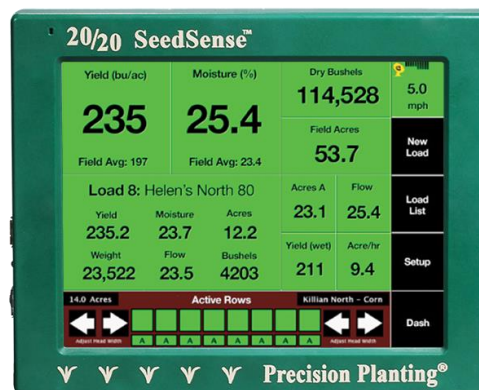 20/20 SeedSense™
Yield (bu/ac)
235
Field Avg: 197
Moisture (%)
25.4
Field Avg: 23.4
Dry Bushels
114,528
Field Acres
53.7
5.0
mph
New
Load
Load 8: Helen's North 80
Yield Moisture Acres
235.2 23.7 12.2
Weight Flow Bushels
23,522 23.5 4203
Acres A Flow
23.1 25.4
Yield (wet) Acre/hr
211 9.4
Load
List
Setup
14.0 Acres Active Rows Killian North - Corn
Adjust Head Width A A A A A A A A Adjust Head Width
Dash
Precision Planting®